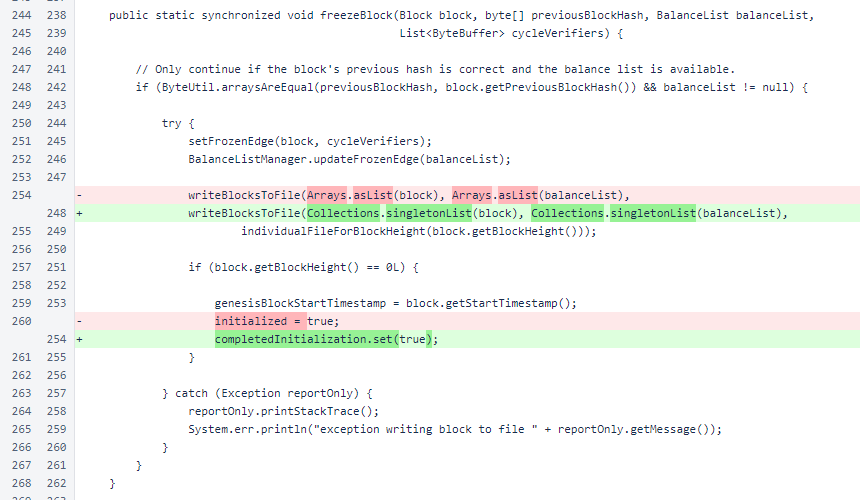 244 238 public static synchronized void freezeBlock(Block block, byte[] previousBlockHash, BalanceList balanceList,
245 239 List<ByteBuffer> cycleVerifiers) {
246 240
247 241 // Only continue if the block's previous hash is correct and the balance list is available.
248 242 if (ByteUtil.arraysAreEqual(previousBlockHash, block.getPreviousBlockHash()) && balanceList != null) {
249 243
250 244 try {
251 245 setFrozenEdge(block, cycleVerifiers);
252 246 BalanceListManager.updateFrozenEdge(balanceList);
253 247
254 - writeBlocksToFile(Arrays.asList(block), Arrays.asList(balanceList),
248 + writeBlocksToFile(Collections.singletonList(block), Collections.singletonList(balanceList),
255 249 individualFileForBlockHeight(block.getBlockHeight()));
256 250
257 251 if (block.getBlockHeight() == 0L) {
258 252
259 253 genesisBlockStartTimestamp = block.getStartTimestamp();
260 - initialized = true;
254 + completedInitialization.set(true);
261 255 }
262 256
263 257 } catch (Exception reportOnly) {
264 258 reportOnly.printStackTrace();
265 259 System.err.println("exception writing block to file " + reportOnly.getMessage());
266 260 }
267 261 }
268 262 }